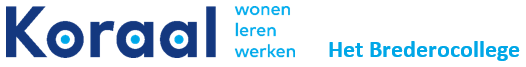 Koraal
wonen
leren
werken
Het Brederocollege